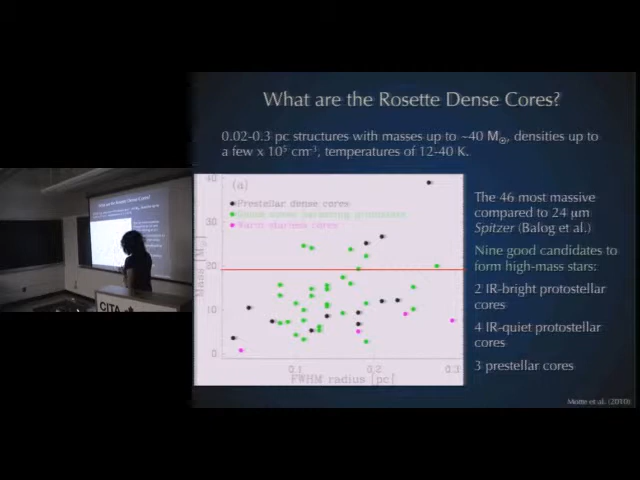 What are the Rosette Dense Cores?
0.02-0.3 pc structures with masses up to ~40 M☉, densities up to
a few x 10⁵ cm⁻³, temperatures of 12-40 K.
40
(a)
Prestellar dense cores
Warm starless cores
30
20
10
0
Mass [M☉]
0.1
0.2
0.3
FWHM radius [pc]
The 46 most massive
compared to 24 μm
Spitzer (Balog et al.)
Nine good candidates to
form high-mass stars:
2 IR-bright protostellar
cores
4 IR-quiet protostellar
cores
3 prestellar cores
Motte et al. (2010)
CITA